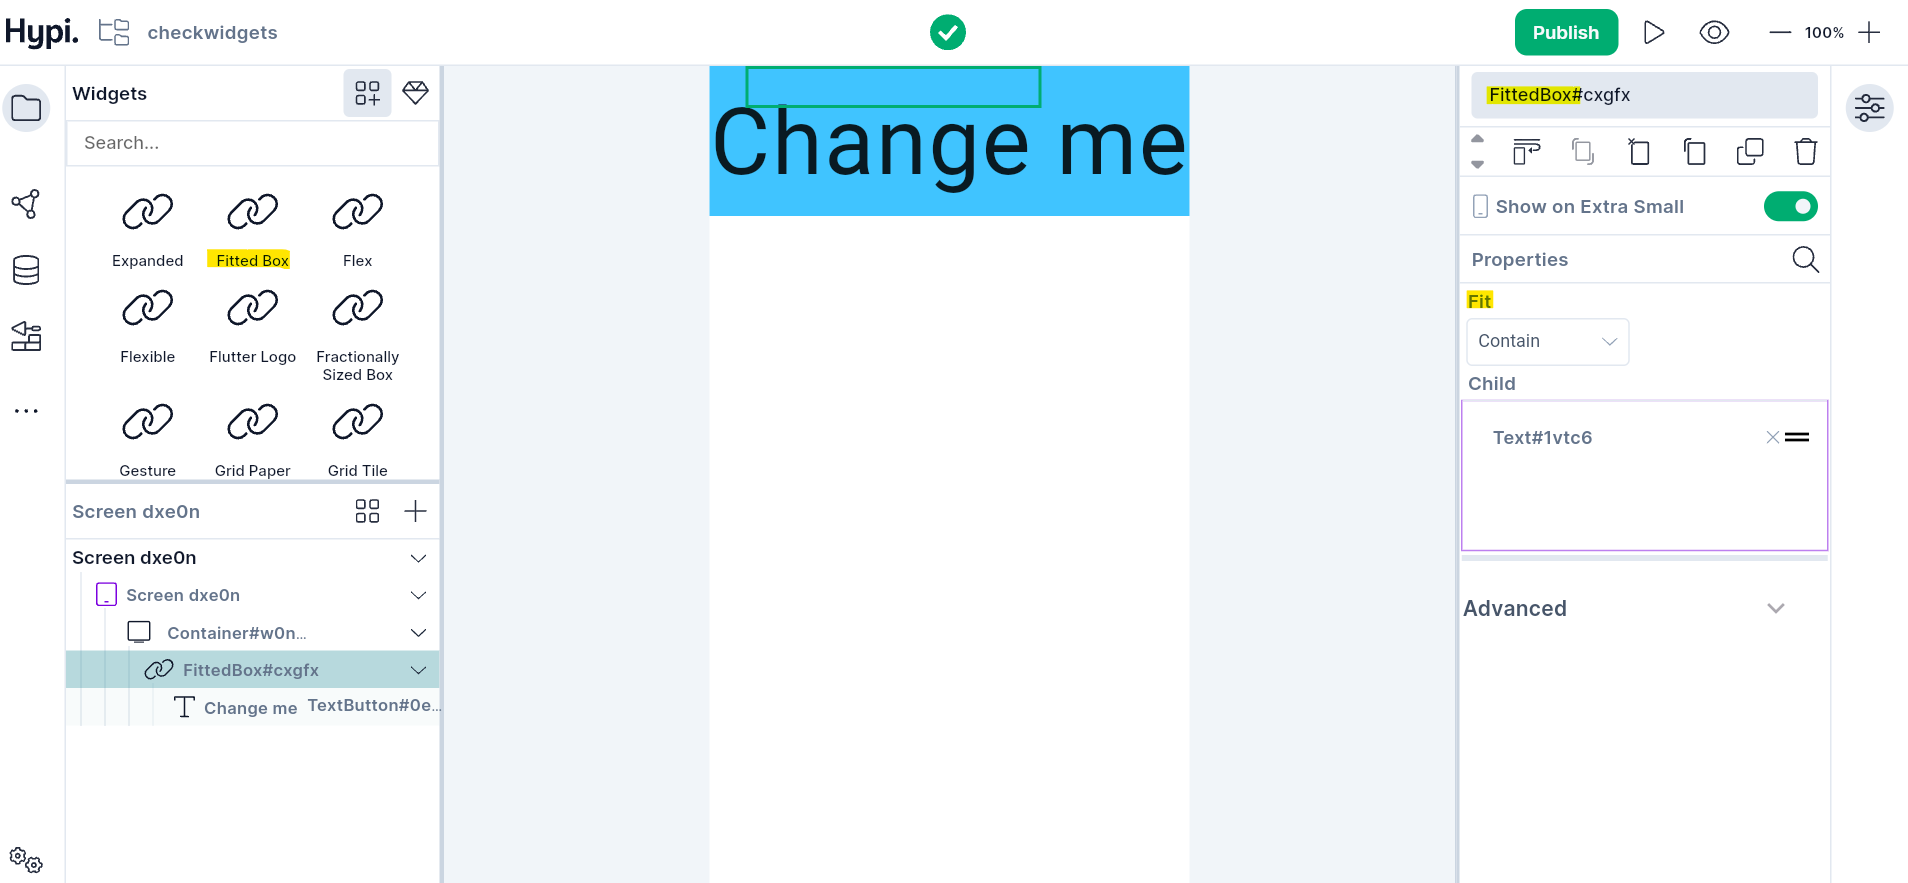 Hypi.
checkwidgets
Publish
100%
Widgets
Search...
Expanded
Fitted Box
Flex
Flexible
Flutter Logo
Fractionally
Sized Box
Gesture
Grid Paper
Grid Tile
Screen dxe0n
Screen dxe0n
Screen dxe0n
Container#w0n...
FittedBox#cxgfx
Change me TextButton#0e...
Change me
FittedBox#cxgfx
Show on Extra Small
Properties
Fit
Contain
Child
Text#1vtc6
Advanced